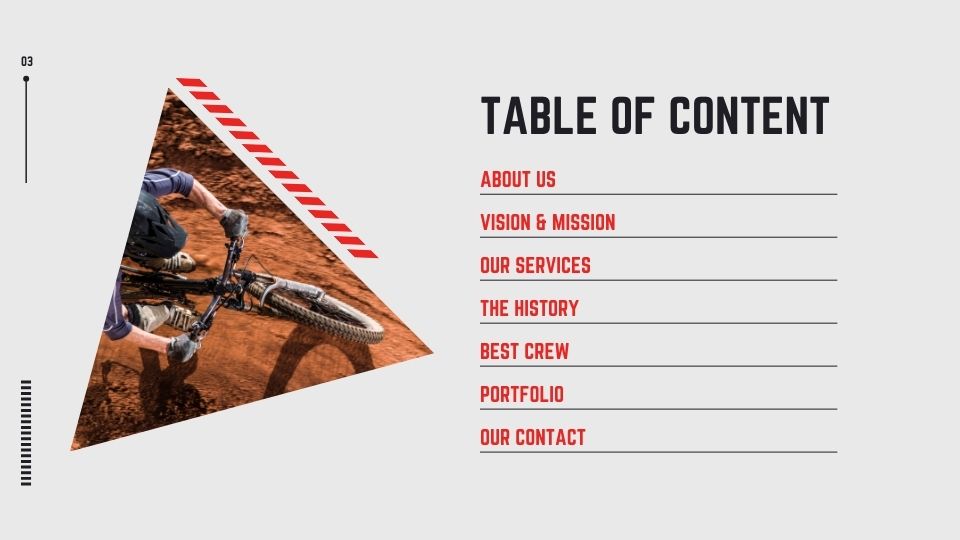 03
TABLE OF CONTENT
ABOUT US
VISION & MISSION
OUR SERVICES
THE HISTORY
BEST CREW
PORTFOLIO
OUR CONTACT